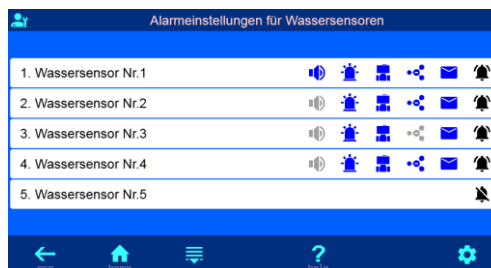 Alarmeinstellungen für Wassersensoren
1. Wassersensor Nr.1
2. Wassersensor Nr.2
3. Wassersensor Nr.3
4. Wassersensor Nr.4
5. Wassersensor Nr.5
?